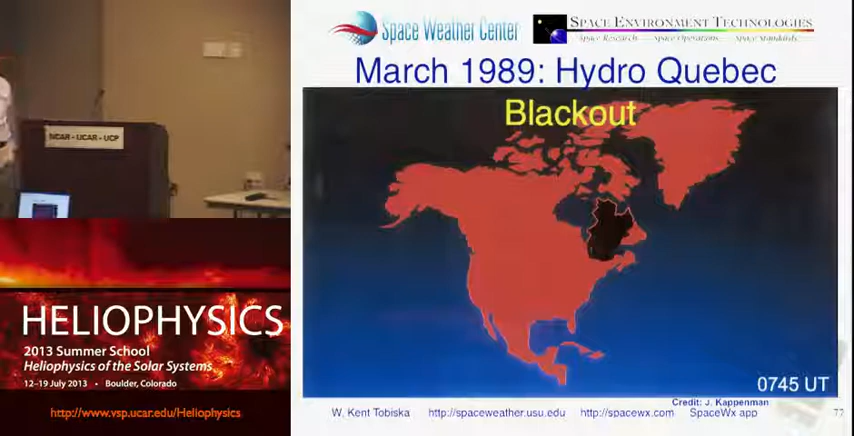 NCAR - UCAR - UCP
HELIOPHYSICS
2013 Summer School
Heliophysics of the Solar Systems
12–19 July 2013 • Boulder, Colorado
http://www.vsp.ucar.edu/Heliophysics
Space Weather Center
SPACE ENVIRONMENT TECHNOLOGIES
Space Research Space Operations Space Standards
March 1989: Hydro Quebec
Blackout
0745 UT
Credit: J. Kappenman
W. Kent Tobiska http://spaceweather.usu.edu http://spacewx.com SpaceWx app